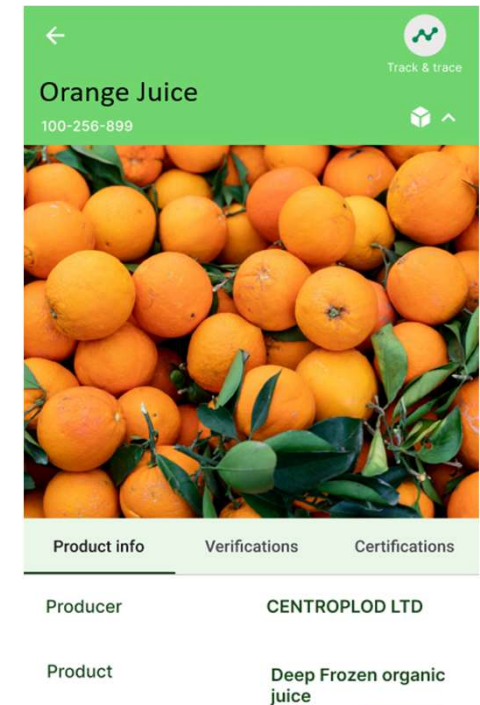 Track & trace
Orange Juice
100-256-899
Product info Verifications Certifications
Producer CENTROPLOD LTD
Product Deep Frozen organic
juice